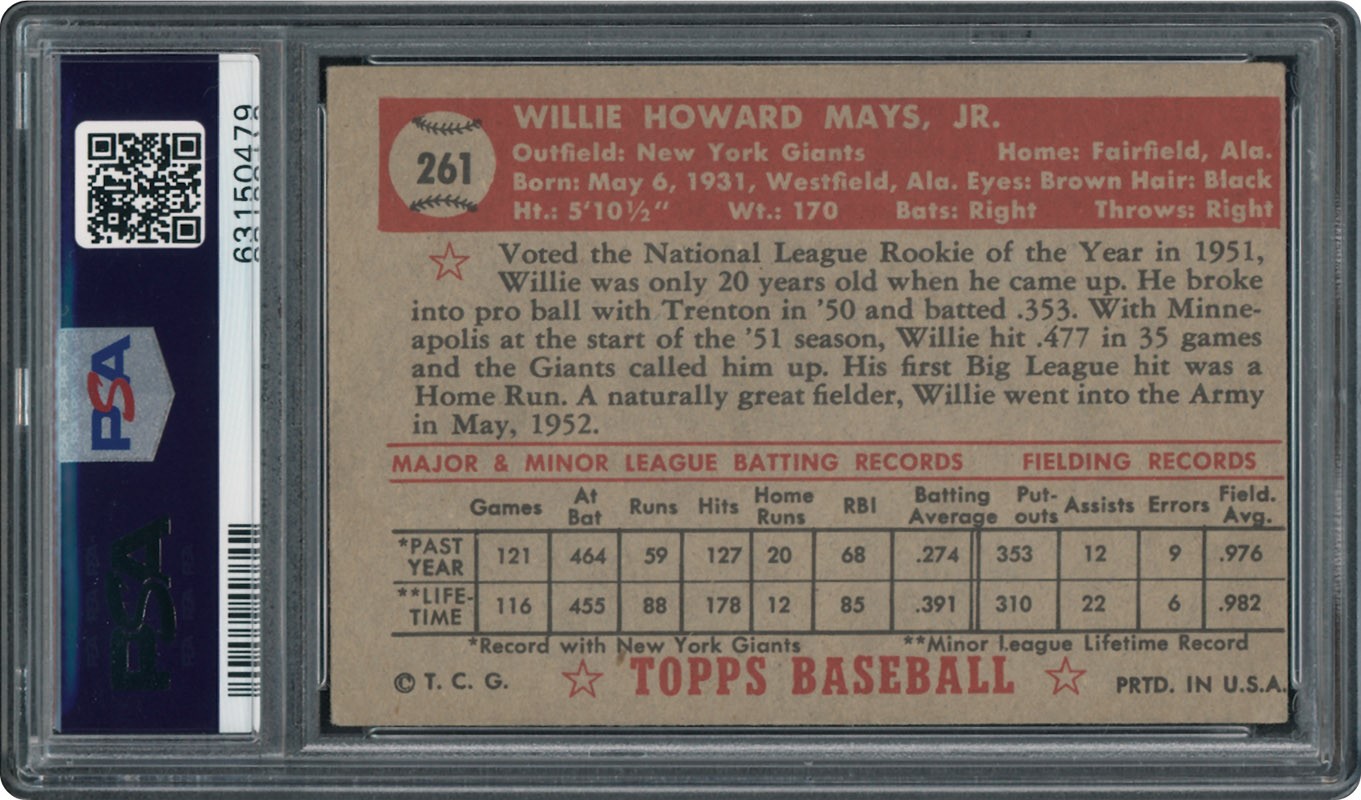 63150479
PSA
PSA
261
WILLIE HOWARD MAYS, JR.
Outfield: New York Giants Home: Fairfield, Ala.
Born: May 6, 1931, Westfield, Ala. Eyes: Brown Hair: Black
Ht.: 5'10½" Wt.: 170 Bats: Right Throws: Right
Voted the National League Rookie of the Year in 1951,
Willie was only 20 years old when he came up. He broke
into pro ball with Trenton in '50 and batted .353. With Minne-
apolis at the start of the '51 season, Willie hit .477 in 35 games
and the Giants called him up. His first Big League hit was a
Home Run. A naturally great fielder, Willie went into the Army
in May, 1952.
MAJOR & MINOR LEAGUE BATTING RECORDS FIELDING RECORDS
Games At Bat Runs Hits Home Runs RBI Batting Average Put-outs Assists Errors Field. Avg.
*PAST YEAR 121 464 59 127 20 68 .274 353 12 9 .976
**LIFE-TIME 116 455 88 178 12 85 .391 310 22 6 .982
*Record with New York Giants **Minor League Lifetime Record
© T. C. G. TOPPS BASEBALL PRTD. IN U.S.A.